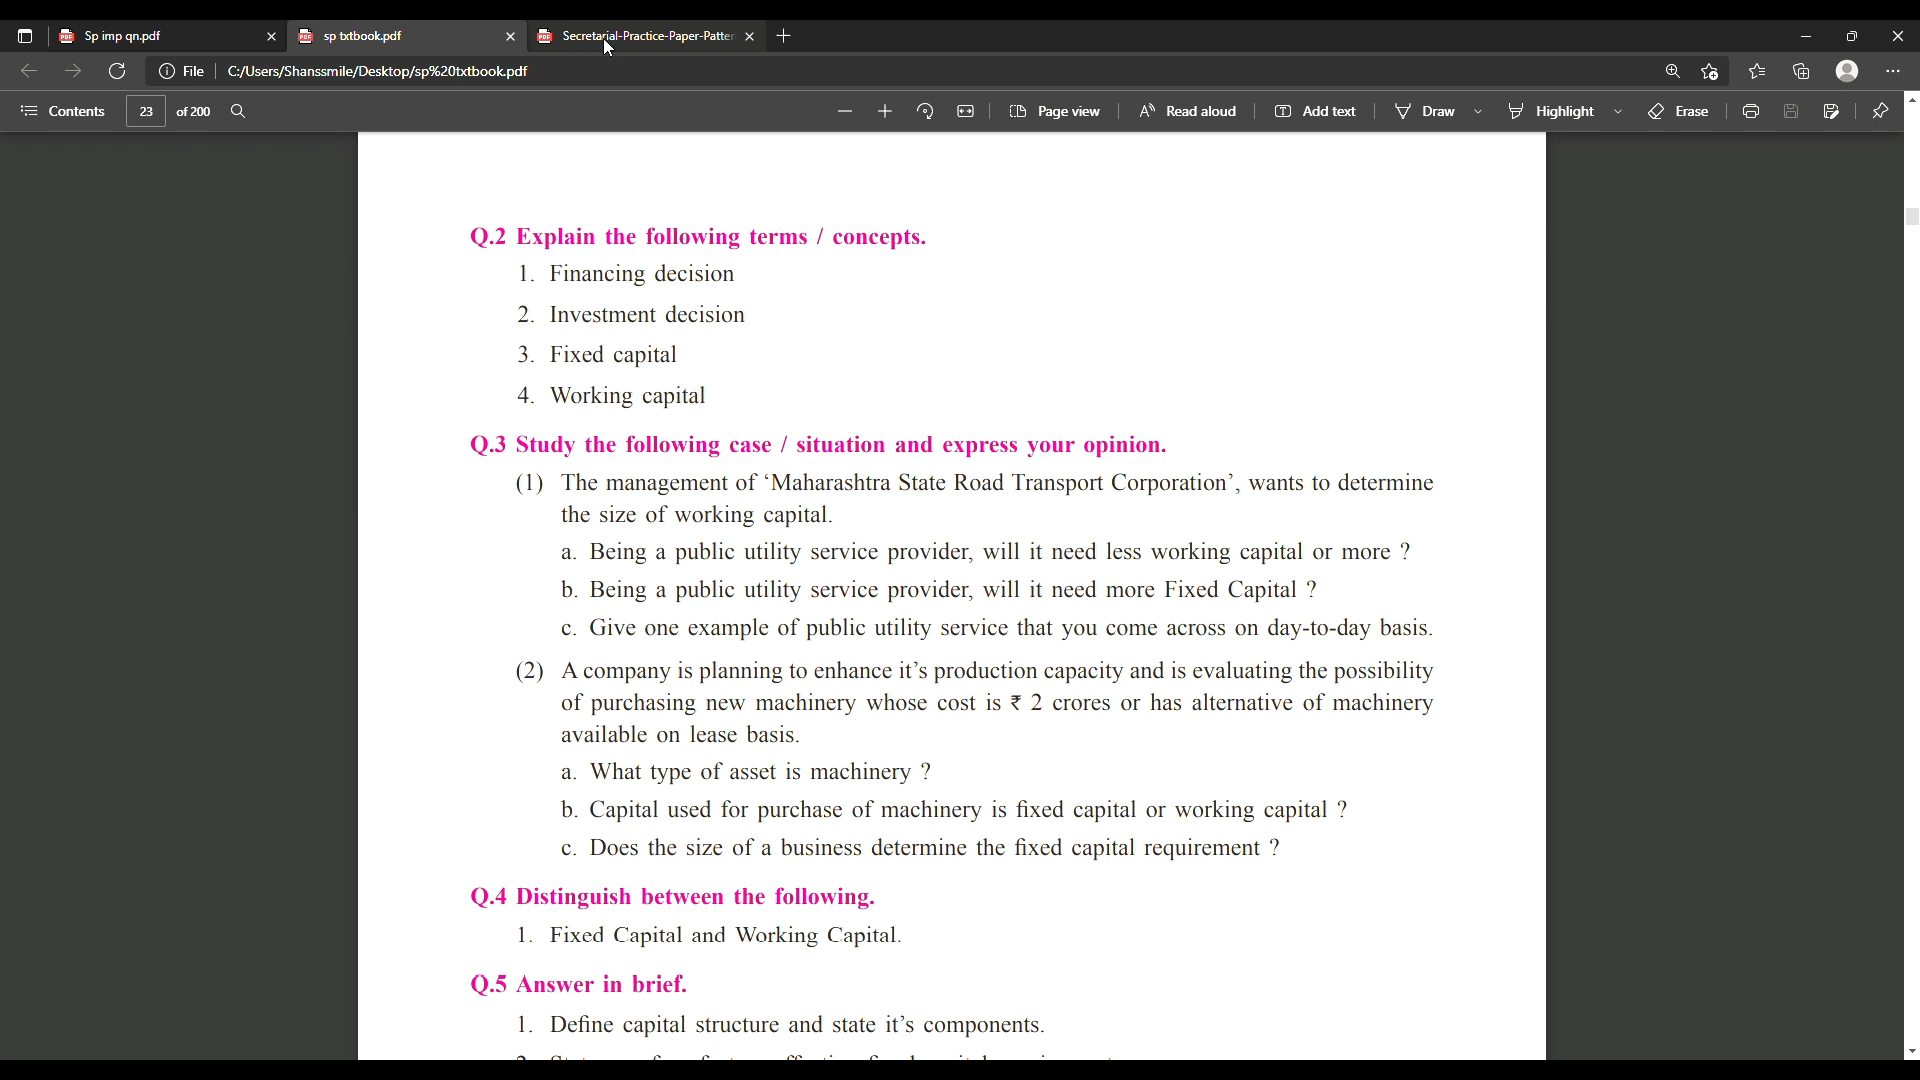 Sp imp qn.pdf
sp txtbook.pdf
Secretarial-Practice-Paper-Patter
File
C:/Users/Shanssmile/Desktop/sp%20txtbook.pdf
Contents
23
of 200
Page view
Read aloud
Add text
Draw
Highlight
Erase
Q.2 Explain the following terms / concepts.
1. Financing decision
2. Investment decision
3. Fixed capital
4. Working capital
Q.3 Study the following case / situation and express your opinion.
(1) The management of ‘Maharashtra State Road Transport Corporation’, wants to determine
the size of working capital.
a. Being a public utility service provider, will it need less working capital or more ?
b. Being a public utility service provider, will it need more Fixed Capital ?
c. Give one example of public utility service that you come across on day-to-day basis.
(2) A company is planning to enhance it’s production capacity and is evaluating the possibility
of purchasing new machinery whose cost is ₹ 2 crores or has alternative of machinery
available on lease basis.
a. What type of asset is machinery ?
b. Capital used for purchase of machinery is fixed capital or working capital ?
c. Does the size of a business determine the fixed capital requirement ?
Q.4 Distinguish between the following.
1. Fixed Capital and Working Capital.
Q.5 Answer in brief.
1. Define capital structure and state it’s components.